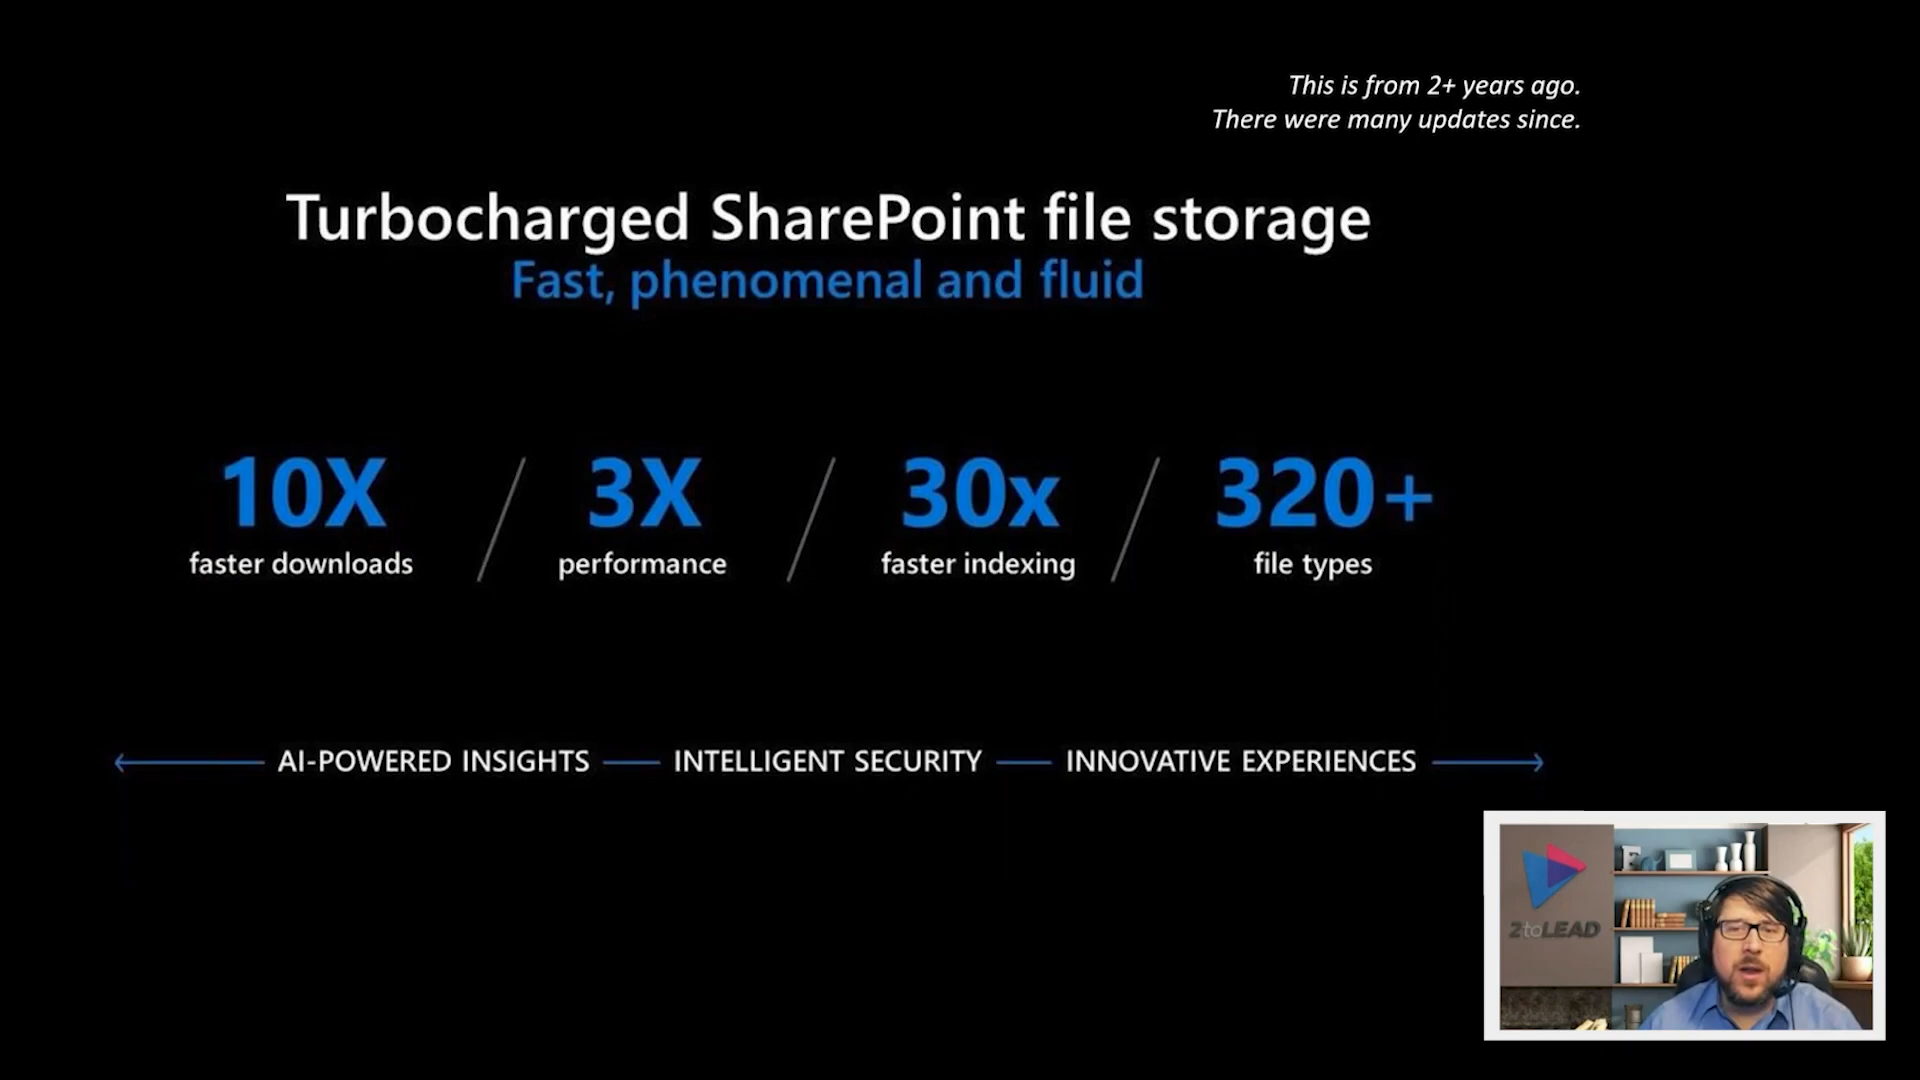 This is from 2+ years ago.
There were many updates since.
Turbocharged SharePoint file storage
Fast, phenomenal and fluid
10X
faster downloads
3X
performance
30x
faster indexing
320+
file types
AI-POWERED INSIGHTS
INTELLIGENT SECURITY
INNOVATIVE EXPERIENCES
2toLEAD